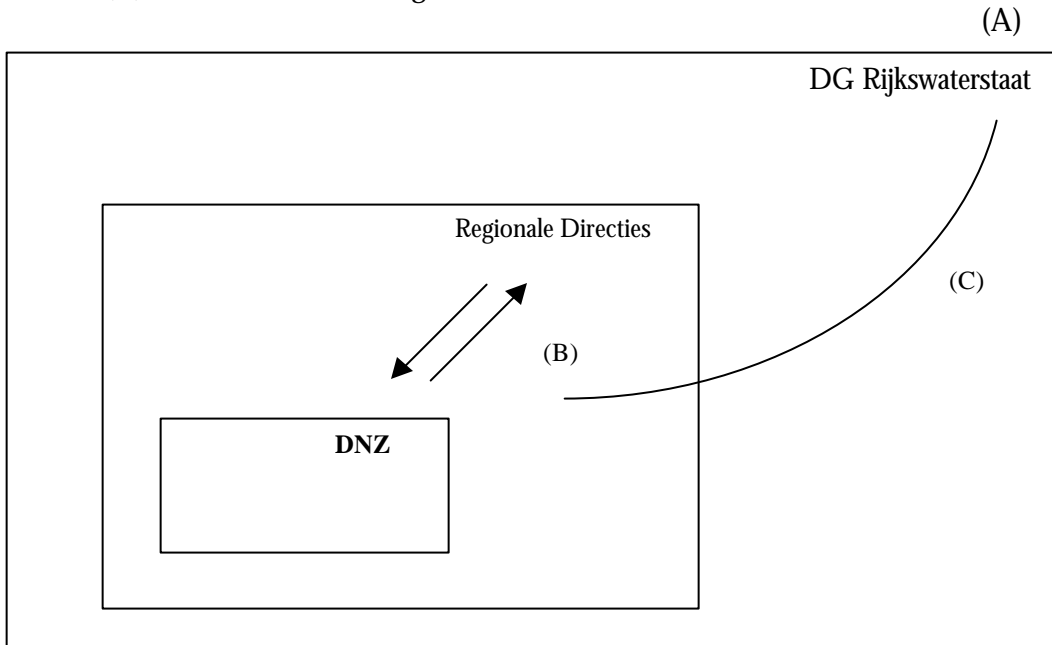 (A)
DG Rijkswaterstaat
Regionale Directies
(C)
(B)
DNZ